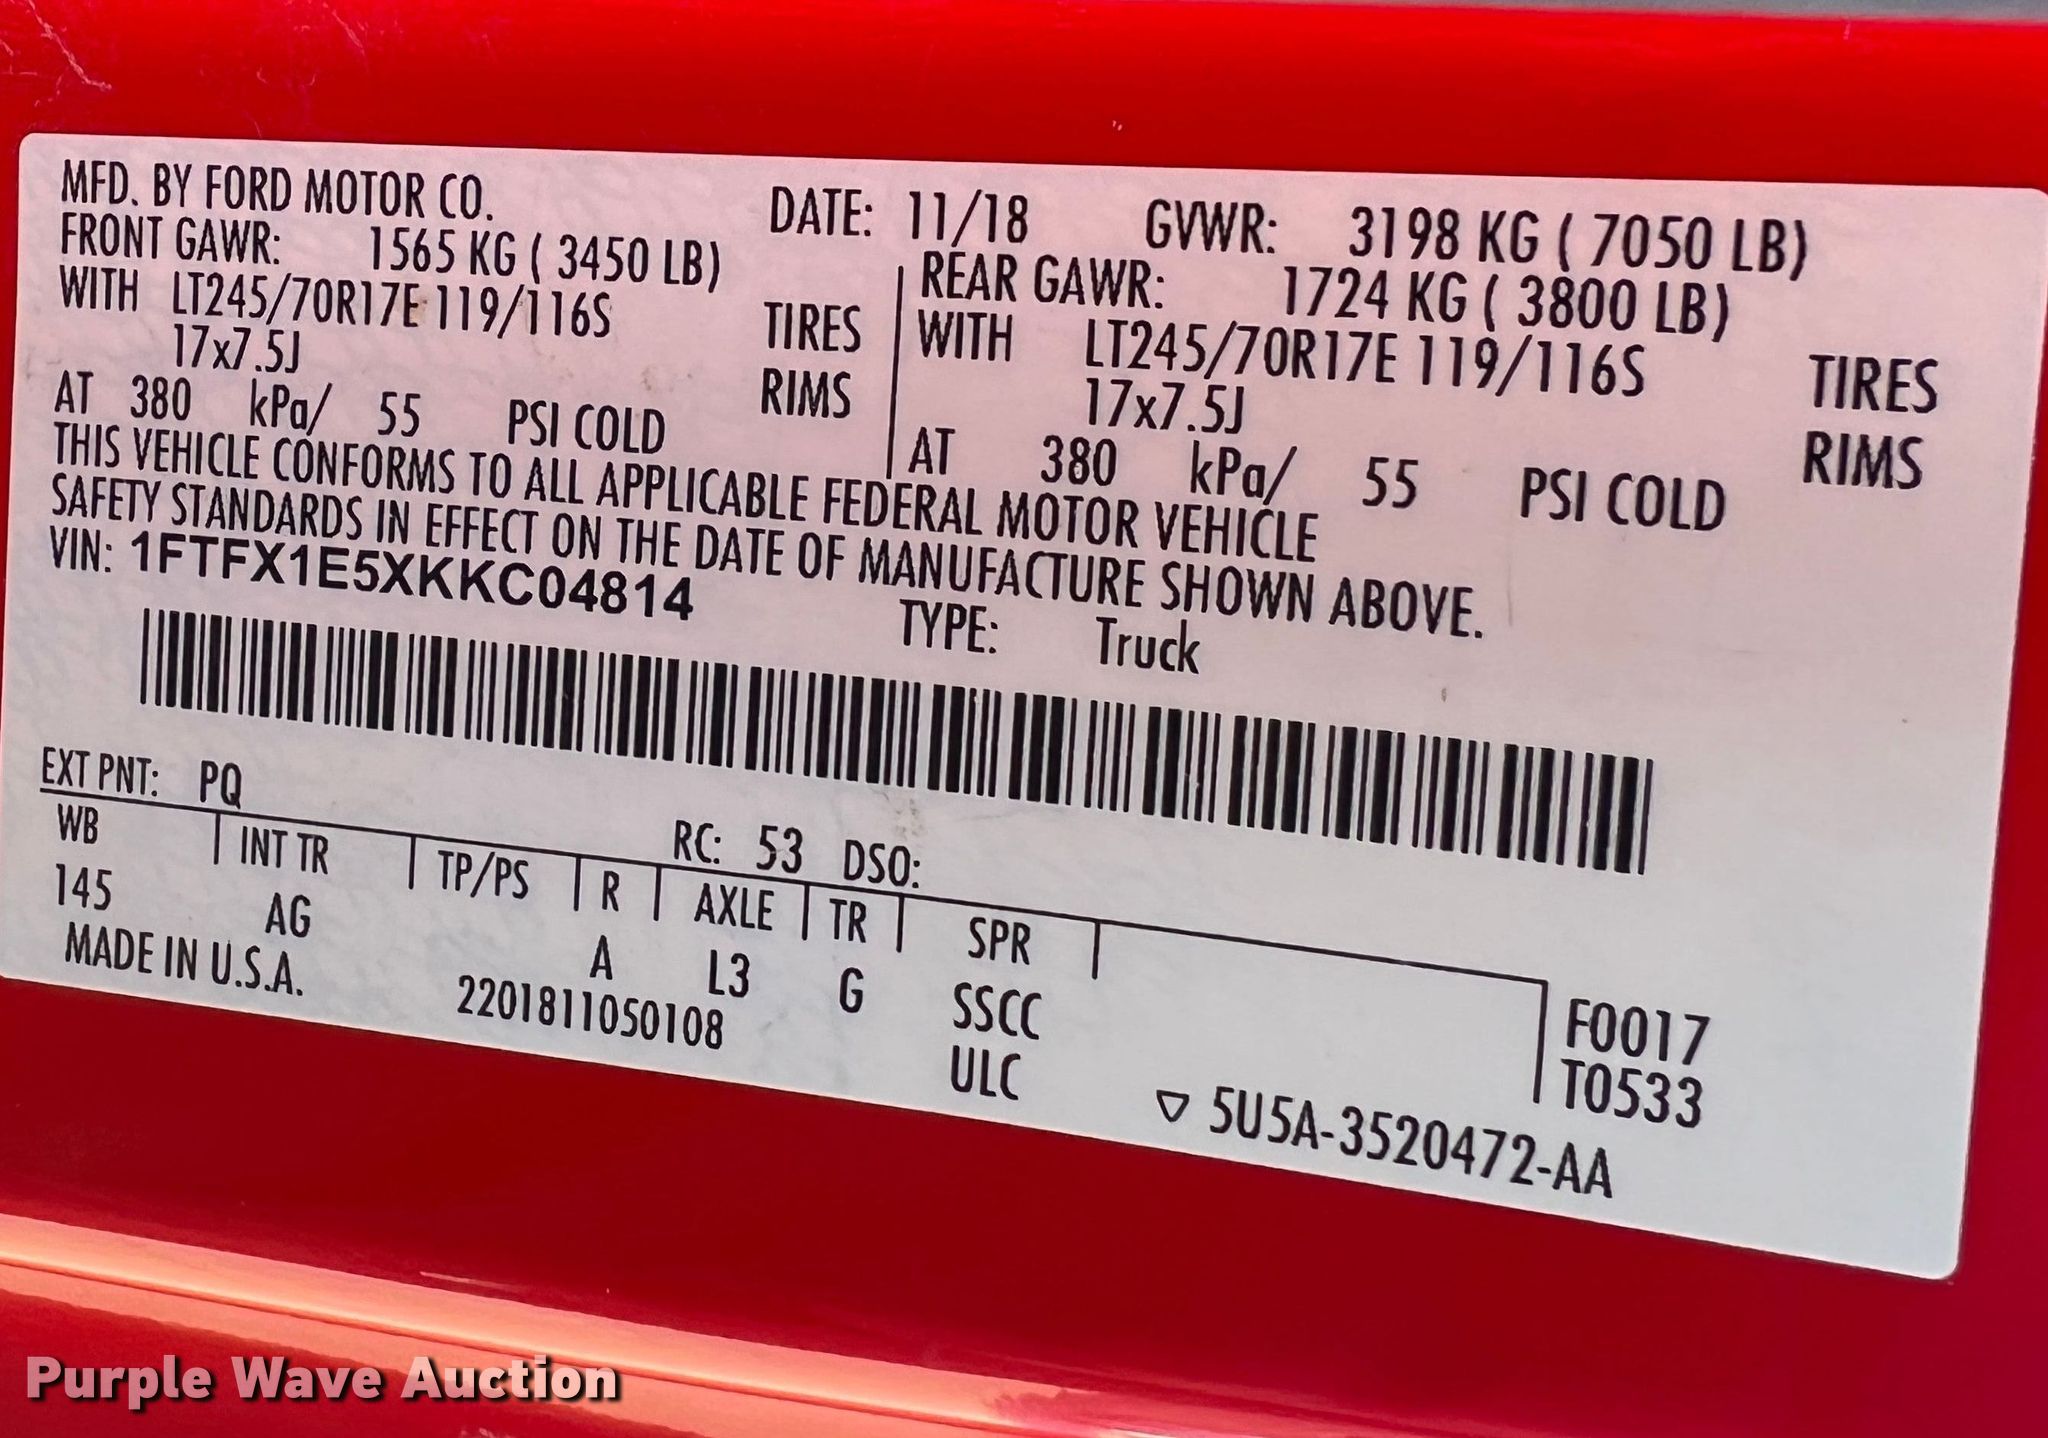 MFD. BY FORD MOTOR CO. DATE: 11/18 GVWR: 3198 KG ( 7050 LB)
FRONT GAWR: 1565 KG ( 3450 LB) REAR GAWR: 1724 KG ( 3800 LB)
WITH LT245/70R17E 119/116S TIRES WITH LT245/70R17E 119/116S TIRES
17x7.5J RIMS 17x7.5J RIMS
AT 380 kPa/ 55 PSI COLD AT 380 kPa/ 55 PSI COLD
THIS VEHICLE CONFORMS TO ALL APPLICABLE FEDERAL MOTOR VEHICLE
SAFETY STANDARDS IN EFFECT ON THE DATE OF MANUFACTURE SHOWN ABOVE.
VIN: 1FTFX1E5XKKC04814 TYPE: Truck
EXT PNT: PQ RC: 53 DSO:
WB INT TR TP/PS R AXLE TR SPR
145 AG A L3 G SSCC F0017
MADE IN U.S.A. 2201811050108 ULC T0533
5U5A-3520472-AA
Purple Wave Auction